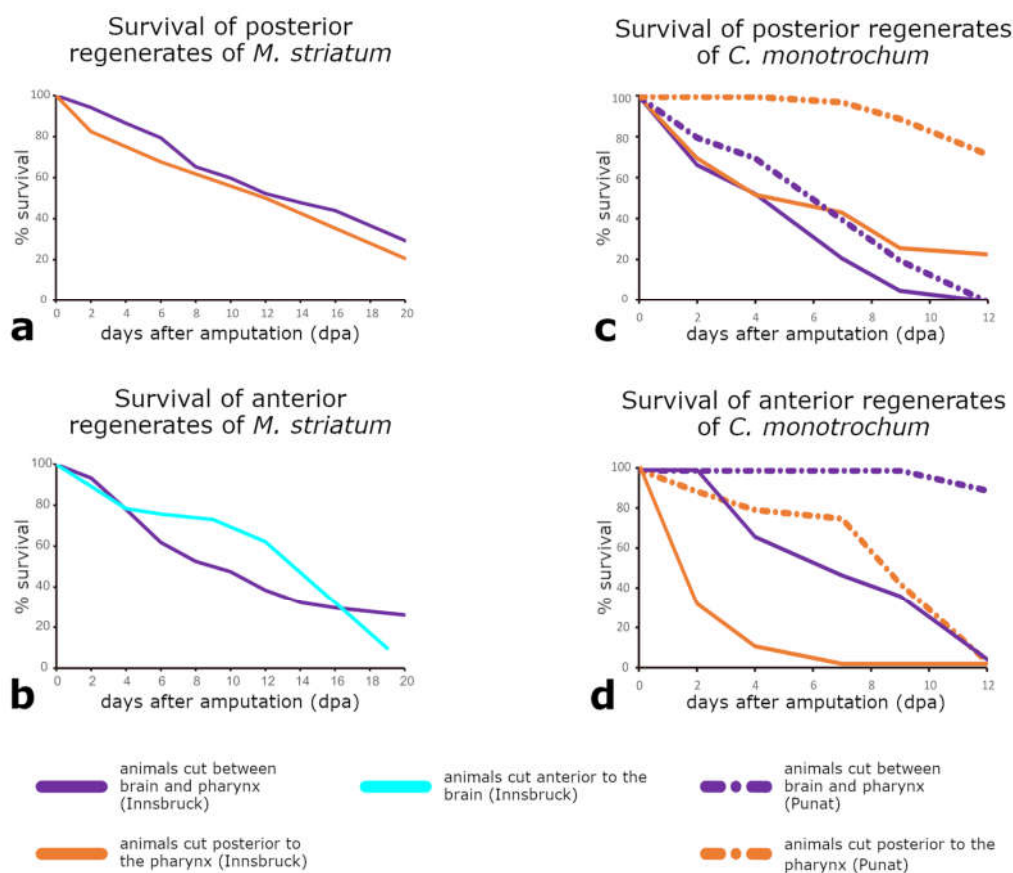 Survival of posterior
regenerates of M. striatum
100
80
60
40
20
0
% survival
0 2 4 6 8 10 12 14 16 18 20
days after amputation (dpa)
a
Survival of anterior
regenerates of M. striatum
100
80
60
40
20
0
% survival
0 2 4 6 8 10 12 14 16 18 20
days after amputation (dpa)
b
Survival of posterior regenerates
of C. monotrochum
100
80
60
40
20
0
% survival
0 2 4 6 8 10 12
days after amputation (dpa)
c
Survival of anterior regenerates
of C. monotrochum
100
80
60
40
20
0
% survival
0 2 4 6 8 10 12
days after amputation (dpa)
d
animals cut between
brain and pharynx
(Innsbruck)
animals cut posterior to
the pharynx (Innsbruck)
animals cut anterior to the
brain (Innsbruck)
animals cut between
brain and pharynx
(Punat)
animals cut posterior to the
pharynx (Punat)